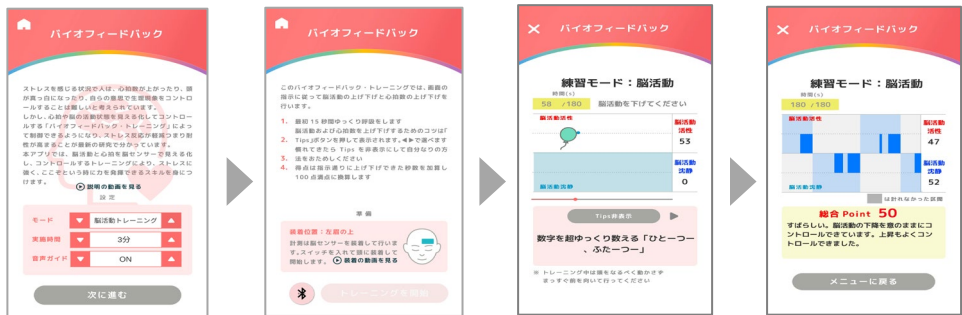 バイオフィードバック
ストレスを感じる状況で人は、心拍数が上がったり、頭
が真っ白になったり、自らの意思で生理現象をコントロ
ールすることは難しいと考えられています。
しかし、心拍や脳の活動状態を見える化してコントロー
ルする「バイオフィードバック・トレーニング」によっ
て制御できるようになり、ストレス反応が軽減つまり耐
性が高まることが最新の研究で分かっています。
本アプリでは、脳活動と心拍を脳センサーで見える化
し、コントロールするトレーニングにより、ストレスに
強く、ここぞという時に力を発揮できるスキルを身につ
けます。
説明の動画を見る
設定
モード
脳活動トレーニング
実施時間
3分
音声ガイド
ON
次に進む
バイオフィードバック
このバイオフィードバック・トレーニングでは、画面の
指示に従って脳活動の上げ下げと心拍数の上げ下げを
行います。
1. 最初15秒間ゆっくり呼吸をします
脳活動および心拍数を上げ下げするためのコツは「
2. Tips」ボタンを押して表示されます。◀▶で選べます
慣れてきたら Tips を非表示にして自分なりの方
3. 法をおためしください
4. 得点は指示通りに上げ下げできた秒数を加算し
100点満点に換算します
準備
装着位置：左眉の上
計測は脳センサーを装着して行いま
す。スイッチを入れて頭に装着して
開始します。
装着の動画を見る
トレーニングを開始
バイオフィードバック
練習モード：脳活動
時間(s)
58 /180
脳活動を下げてください
脳活動活性
脳活動
活性
53
脳活動
沈静
0
脳活動沈静
Tips非表示
数字を超ゆっくり数える「ひとーつー
、ふたーつー」
※ トレーニング中は頭をなるべく動かさず
まっすぐ前を向いて行ってください
バイオフィードバック
練習モード：脳活動
時間(s)
180 /180
脳活動活性
脳活動
活性
47
脳活動
沈静
52
脳活動沈静
は計れなかった区間
総合 Point 50
すばらしい。脳活動の下降を意のままにコ
ントロールできています。上昇もよくコン
トロールできました。
メニューに戻る